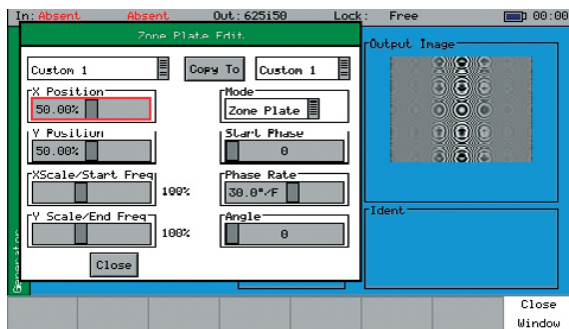 In: Absent Absent Out: 625i50 Lock: Free 00:00
Zone Plate Edit.
Output Image
Custom 1 Copy To Custom 1
X Position Mode
50.00% Zone Plate
Y Position Start Phase
50.00% 0
XScale/Start Freq Phase Rate
100% 30.0°/F
Y Scale/End Freq Angle
100% 0
Ident
Close
Generator
Close
Window